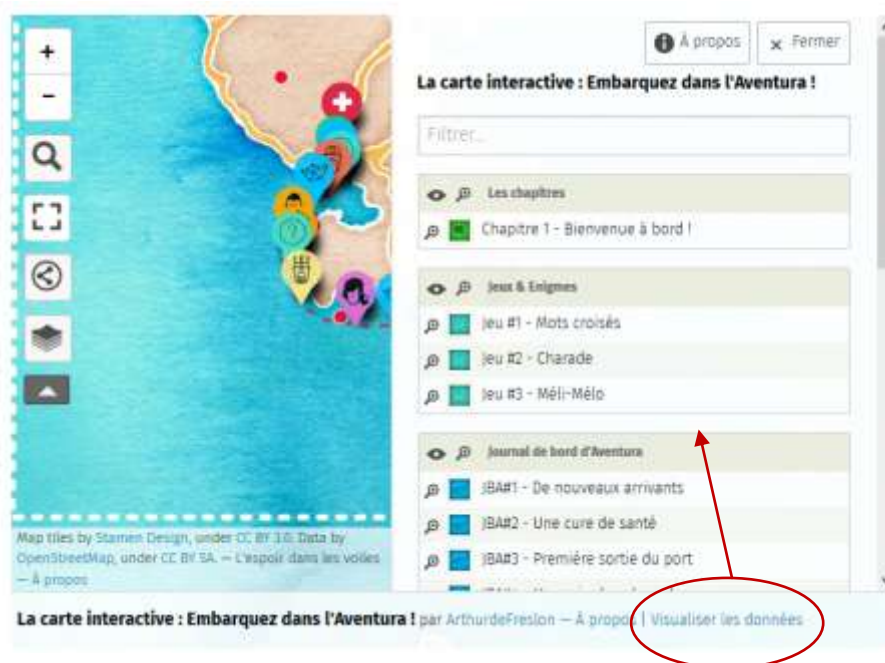 +
À propos
× Fermer
−
La carte interactive : Embarquez dans l'Aventura !
Filtrer...
Les chapitres
Chapitre 1 - Bienvenue à bord !
Jeux & Enigmes
Jeu #1 - Mots croisés
Jeu #2 - Charade
Jeu #3 - Méli-Mélo
Journal de bord d'Aventura
JBA#1 - De nouveaux arrivants
JBA#2 - Une cure de santé
JBA#3 - Première sortie du port
Map tiles by Stamen Design, under CC BY 3.0. Data by
OpenStreetMap, under CC BY SA. — L'espoir dans les voiles
— À propos
La carte interactive : Embarquez dans l'Aventura ! par ArthurdeFreslon — À propos | Visualiser les données